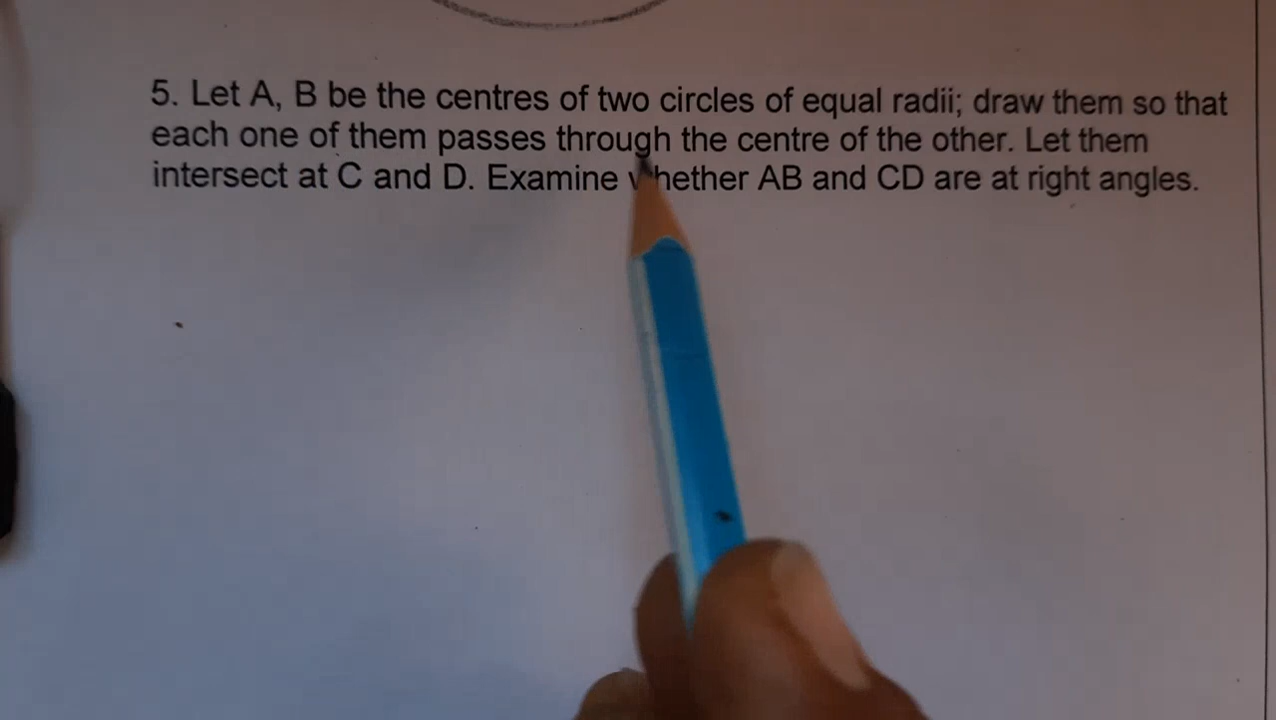 5. Let A, B be the centres of two circles of equal radii; draw them so that
each one of them passes through the centre of the other. Let them
intersect at C and D. Examine whether AB and CD are at right angles.